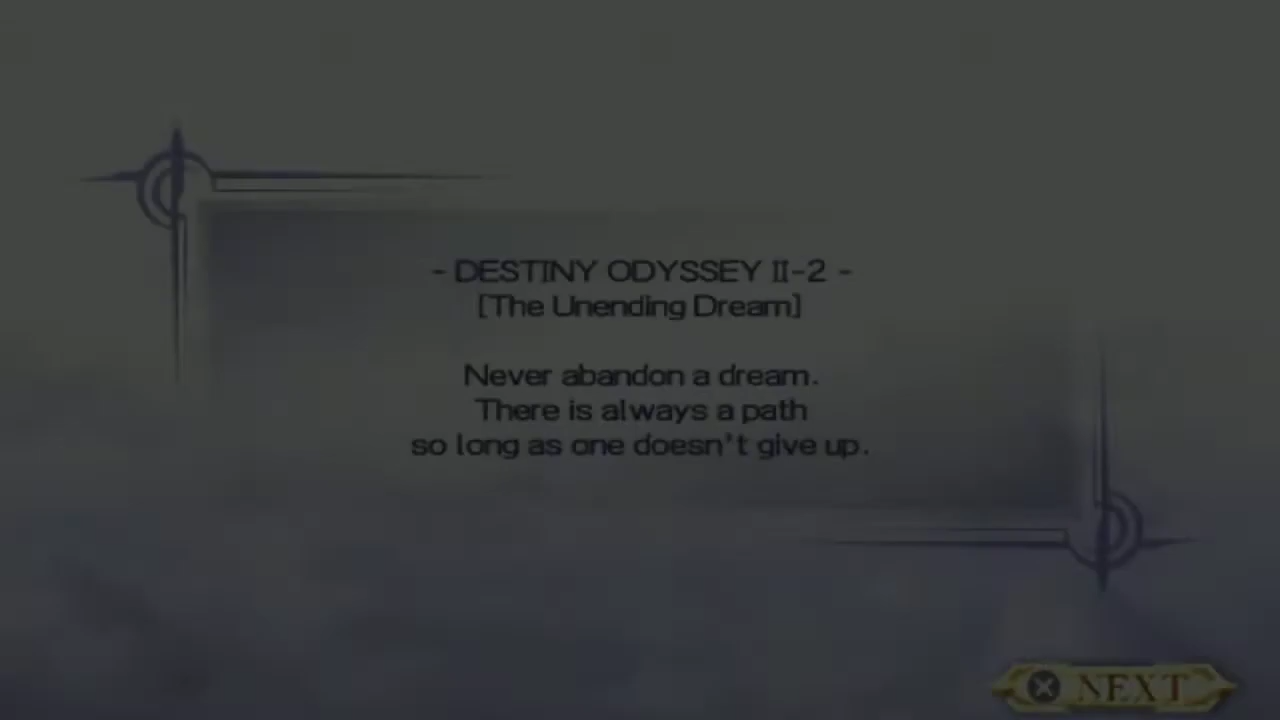 - DESTINY ODYSSEY II-2 -
[The Unending Dream]
Never abandon a dream.
There is always a path
so long as one doesn't give up.
NEXT